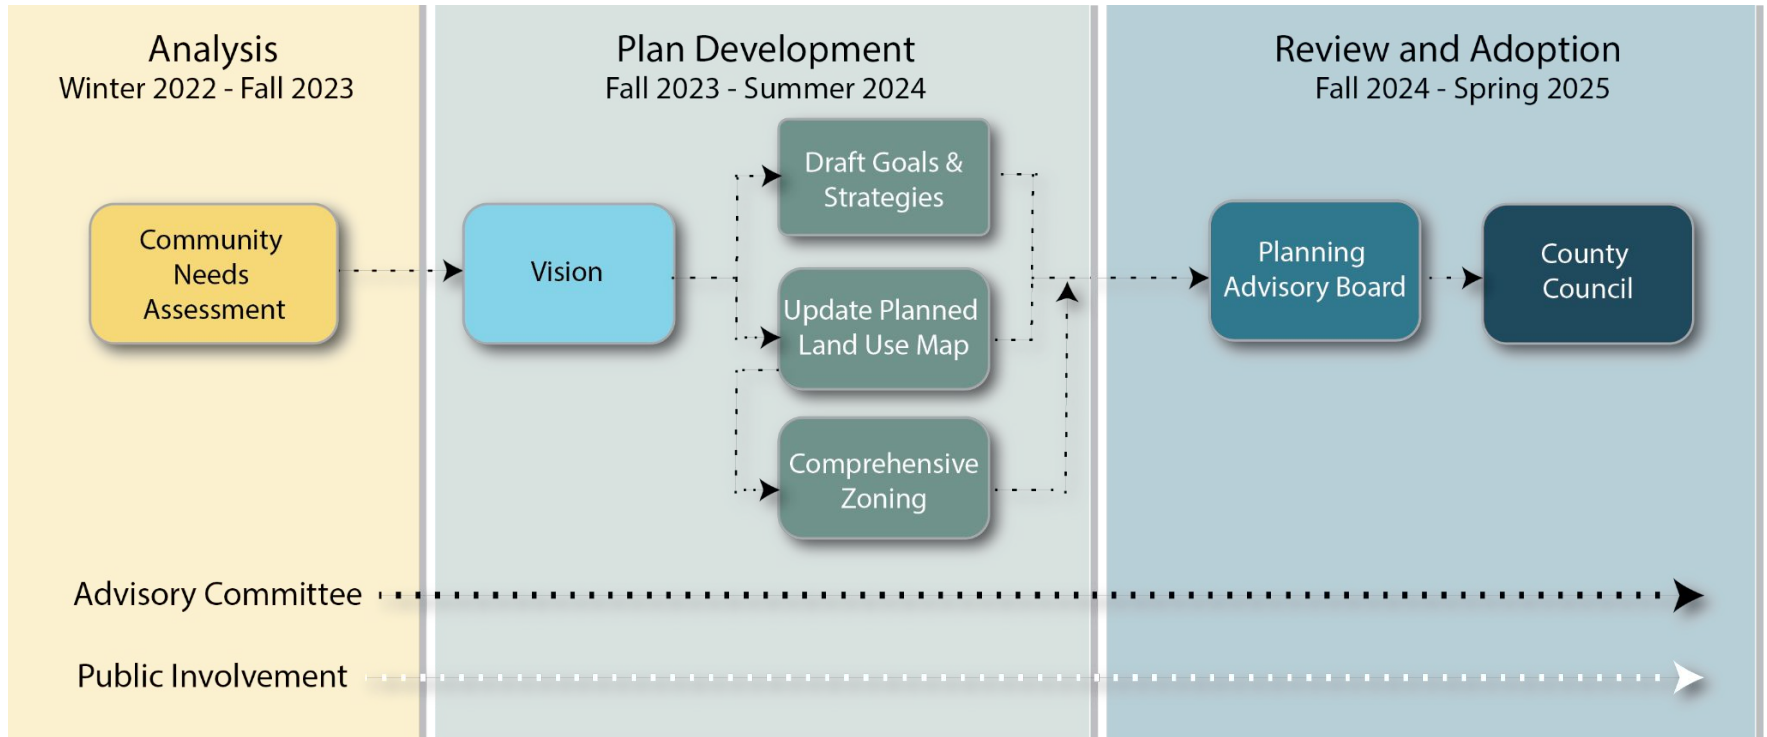 Analysis
Winter 2022 - Fall 2023
Plan Development
Fall 2023 - Summer 2024
Review and Adoption
Fall 2024 - Spring 2025
Community
Needs
Assessment
Vision
Draft Goals &
Strategies
Update Planned
Land Use Map
Comprehensive
Zoning
Planning
Advisory Board
County
Council
Advisory Committee
Public Involvement